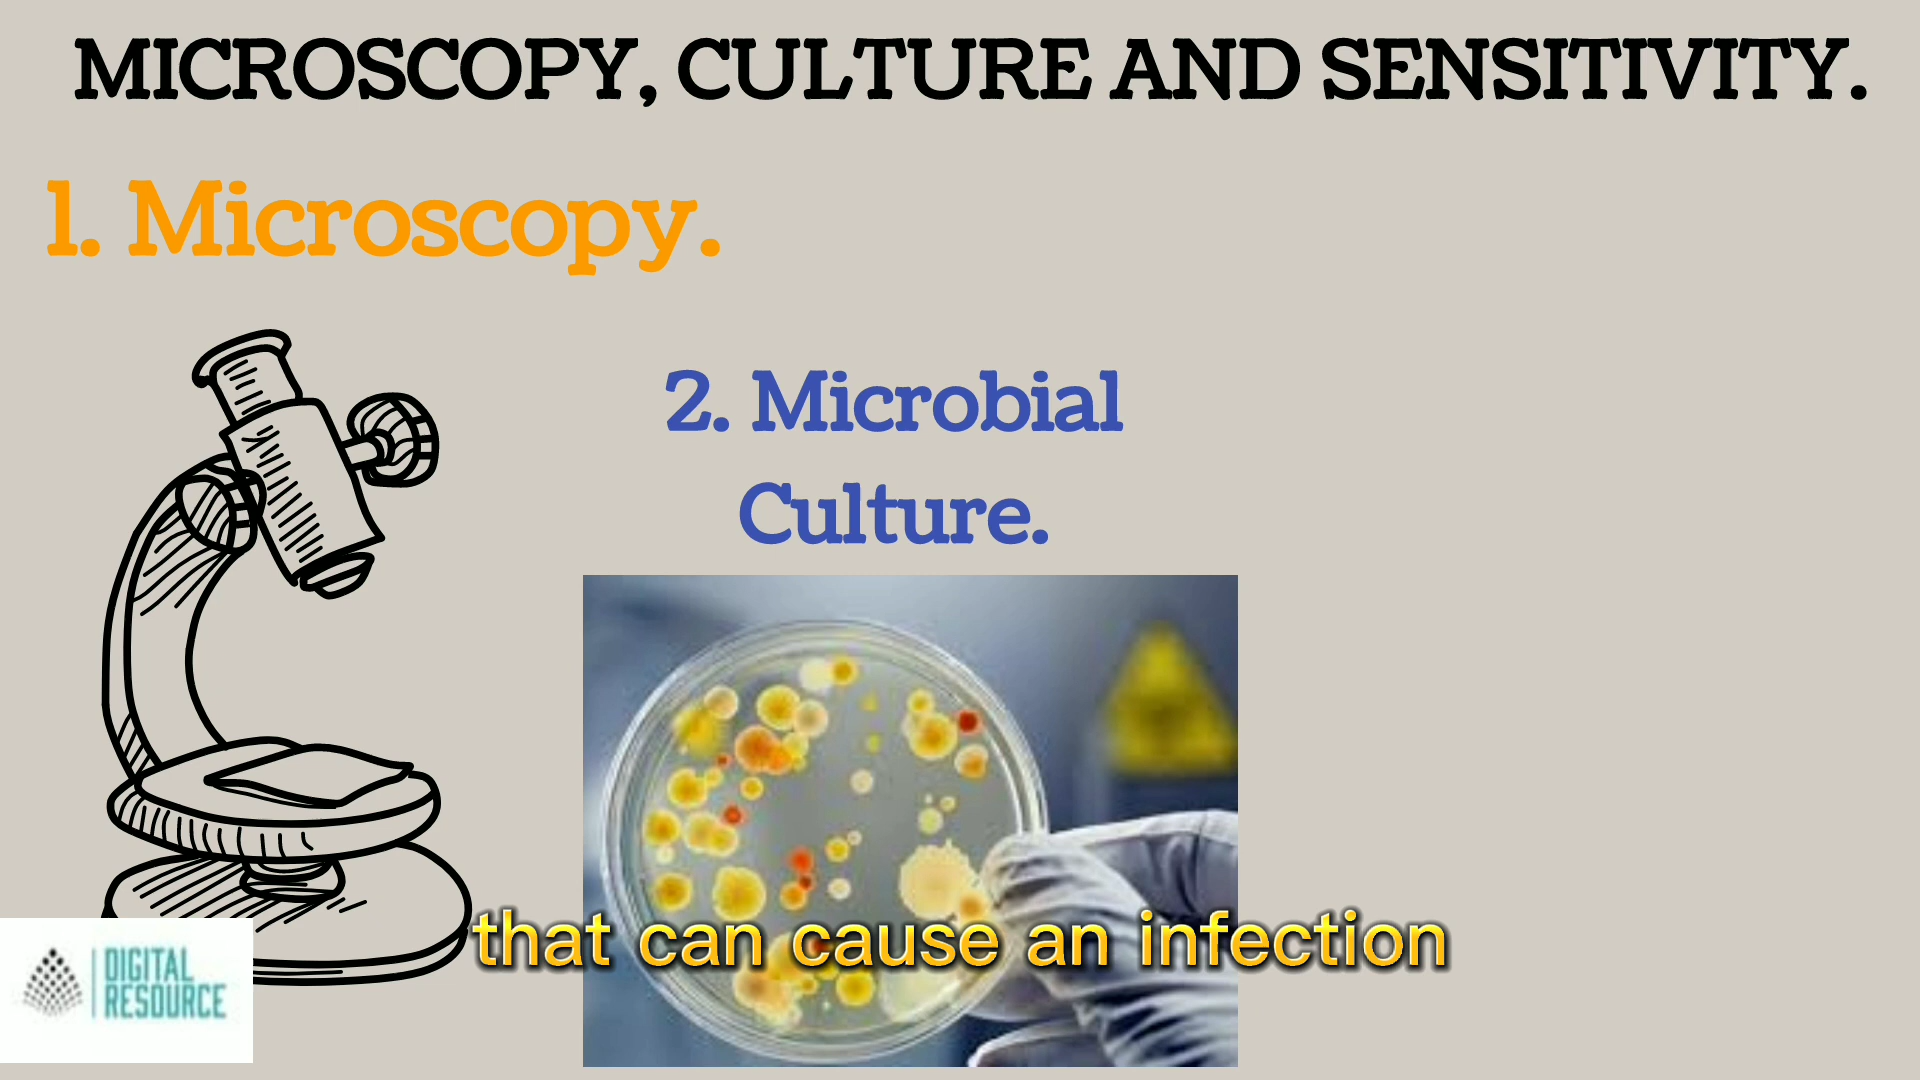 MICROSCOPY, CULTURE AND SENSITIVITY.
1. Microscopy.
2. Microbial
Culture.
that can cause an infection
DIGITAL
RESOURCE